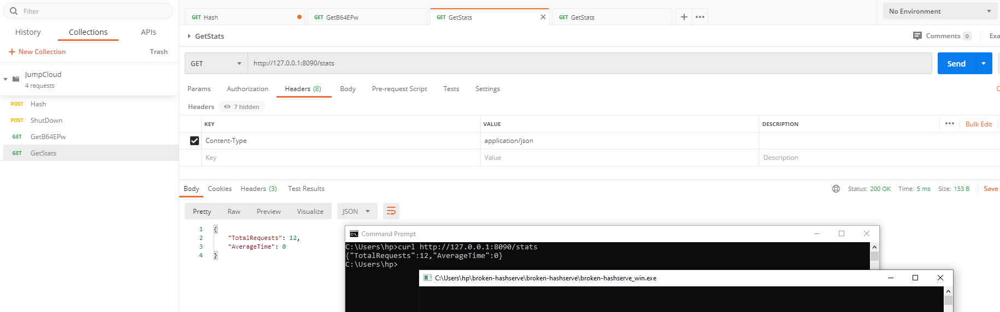 Filter
History Collections APIs
+ New Collection Trash
JumpCloud
4 requests
POST Hash
POST ShutDown
GET GetB64EPw
GET GetStats
GET Hash GET GetB64EPw GET GetStats GET GetStats
No Environment
GetStats
Comments 0 Exa
GET http://127.0.0.1:8090/stats Send
Params Authorization Headers (8) Body Pre-request Script Tests Settings C
Headers 7 hidden
KEY VALUE DESCRIPTION ••• Bulk Edit
Content-Type application/json
Key Value Description
Body Cookies Headers (3) Test Results Status: 200 OK Time: 5 ms Size: 153 B Save
Pretty Raw Preview Visualize JSON
1 {
2 "TotalRequests": 12,
3 "AverageTime": 0
4 }
Command Prompt
C:\Users\hp>curl http://127.0.0.1:8090/stats
{"TotalRequests":12,"AverageTime":0}
C:\Users\hp>
C:\Users\hp\broken-hashserve\broken-hashserve\broken-hashserve_win.exe